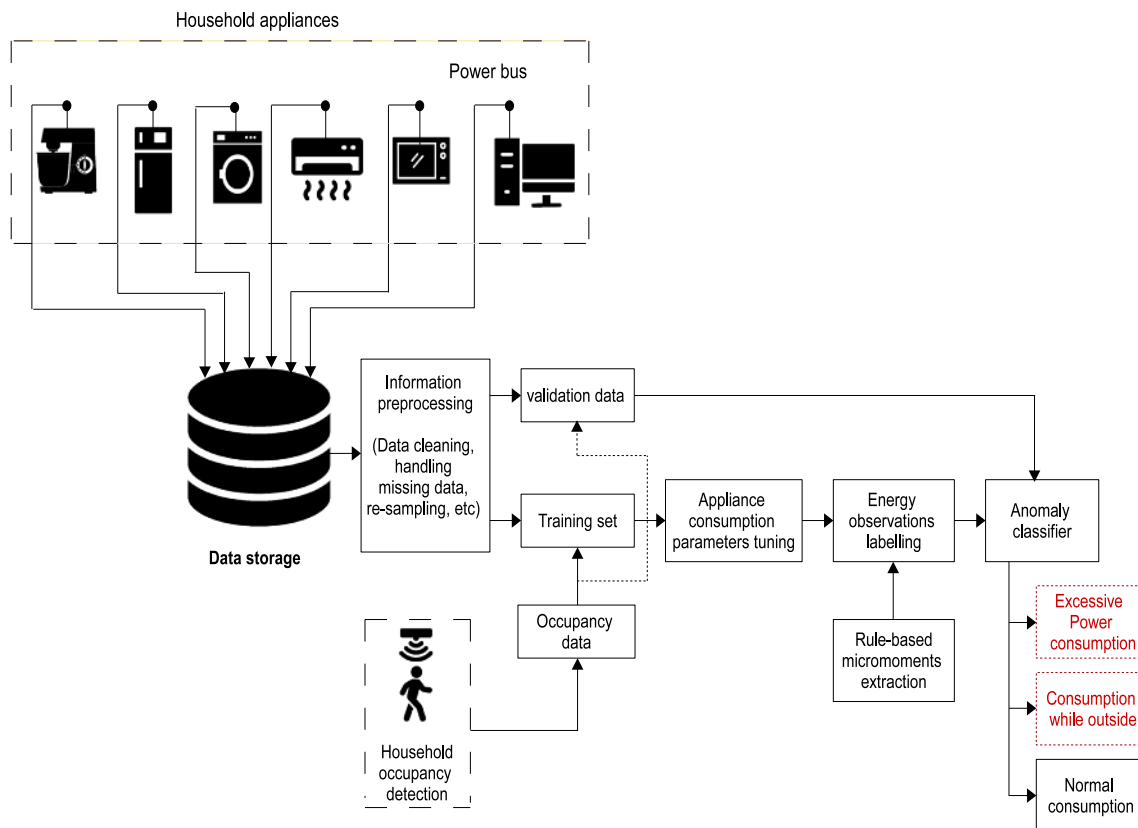 Household appliances
Power bus
Information
preprocessing
(Data cleaning,
handling
missing data,
re-sampling, etc)
validation data
Training set
Appliance
consumption
parameters tuning
Energy
observations
labelling
Anomaly
classifier
Data storage
Occupancy
data
Rule-based
micromoments
extraction
Excessive
Power
consumption
Consumption
while outside
Normal
consumption
Household
occupancy
detection